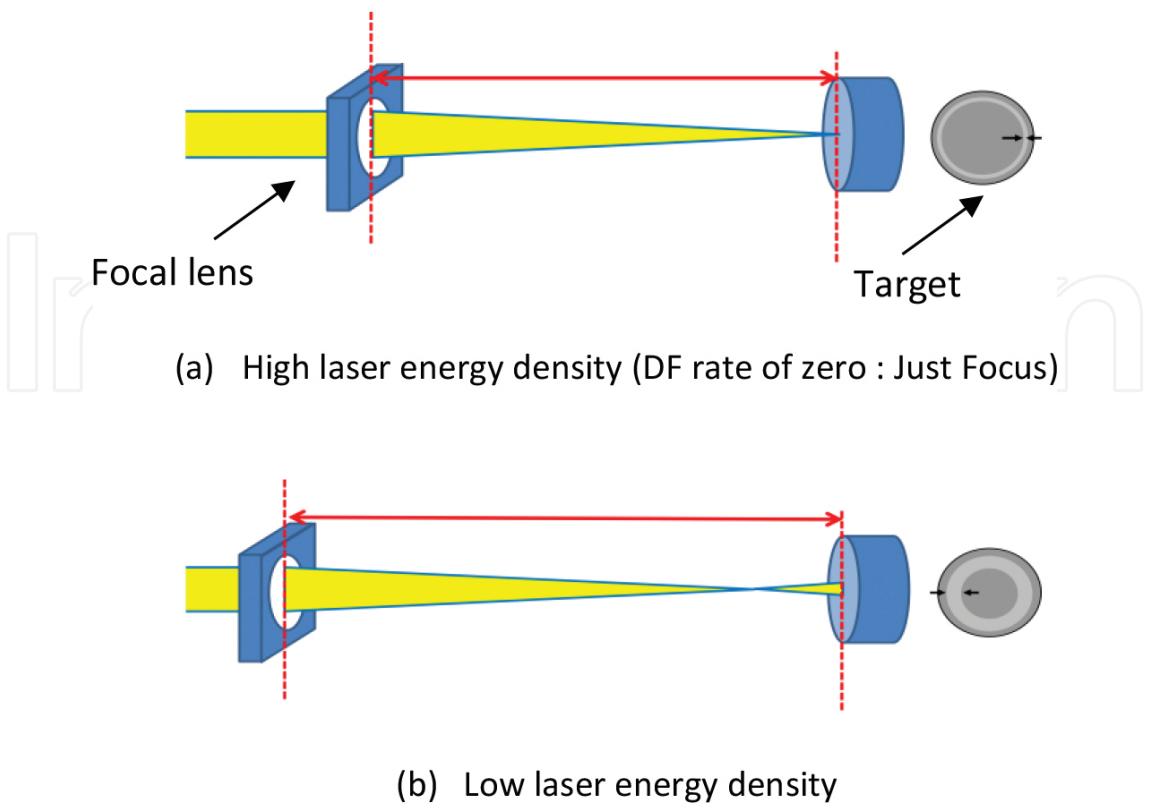 Focal lens
Target
(a) High laser energy density (DF rate of zero : Just Focus)
(b) Low laser energy density